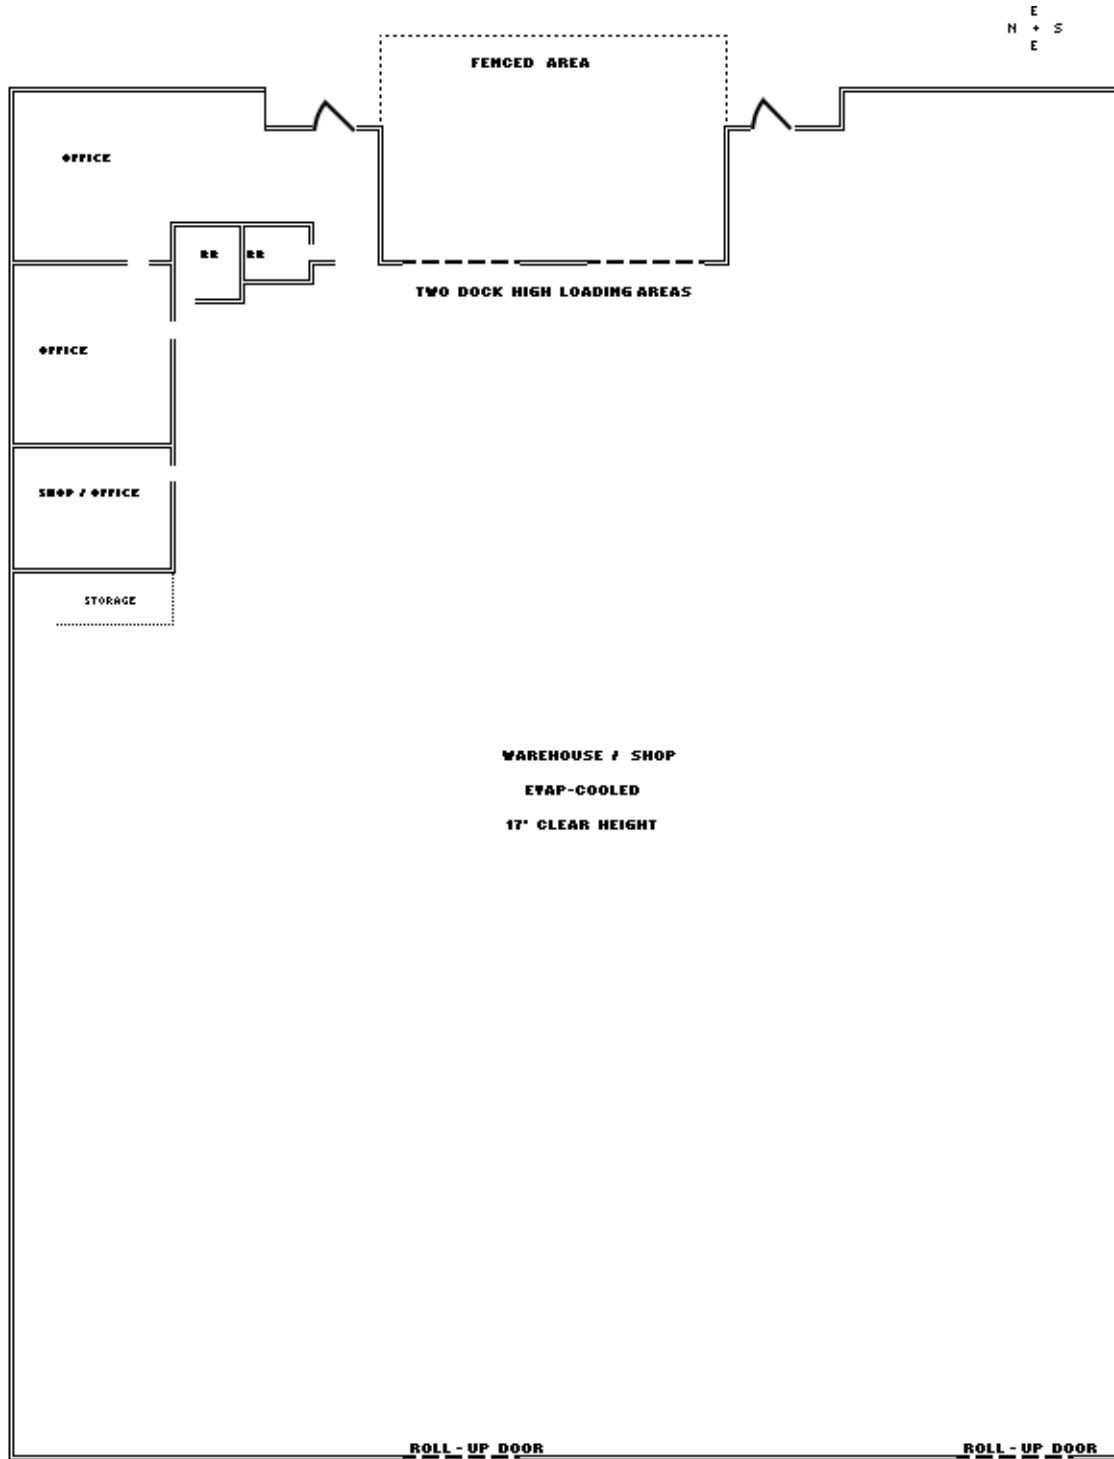 E
N + S
E
FENCED AREA
OFFICE
RR RR
TWO DOCK HIGH LOADING AREAS
OFFICE
SHOP / OFFICE
STORAGE
WAREHOUSE / SHOP
EVAP-COOLED
17' CLEAR HEIGHT
ROLL-UP DOOR ROLL-UP DOOR